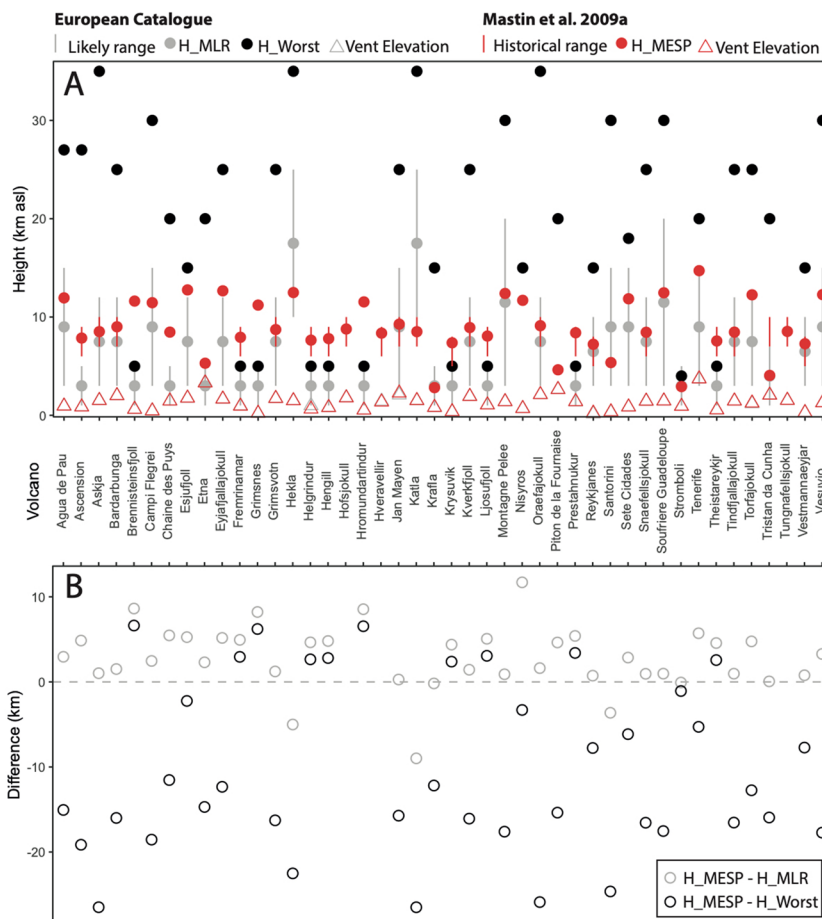 European Catalogue Mastin et al. 2009a
Likely range H_MLR H_Worst Vent Elevation Historical range H_MESP Vent Elevation
A
30
20
10
0
Height (km asl)
Volcano
Agua de Pau
Ascension
Askja
Bardarbunga
Brennisteinsfjoll
Campi Flegrei
Chaine des Puys
Esjufjoll
Etna
Eyjafjallajokull
Fremrinamar
Grimsnes
Grimsvotn
Hekla
Helgrindur
Hengill
Hofsjokull
Hromundartindur
Hveravellir
Jan Mayen
Katla
Krafla
Krysuvik
Kverkfjoll
Ljosufjoll
Montagne Pelee
Nisyros
Oraefajokull
Piton de la Fournaise
Prestahnukur
Reykjanes
Santorini
Sete Cidades
Snaefellsjokull
Soufriere Guadeloupe
Stromboli
Tenerife
Theistareykjr
Tindfjallajokull
Torfajokull
Tristan da Cunha
Tungnafellsjokull
Vestmannaeyjar
Vesuvio
B
10
0
-10
-20
Difference (km)
H_MESP - H_MLR
H_MESP - H_Worst